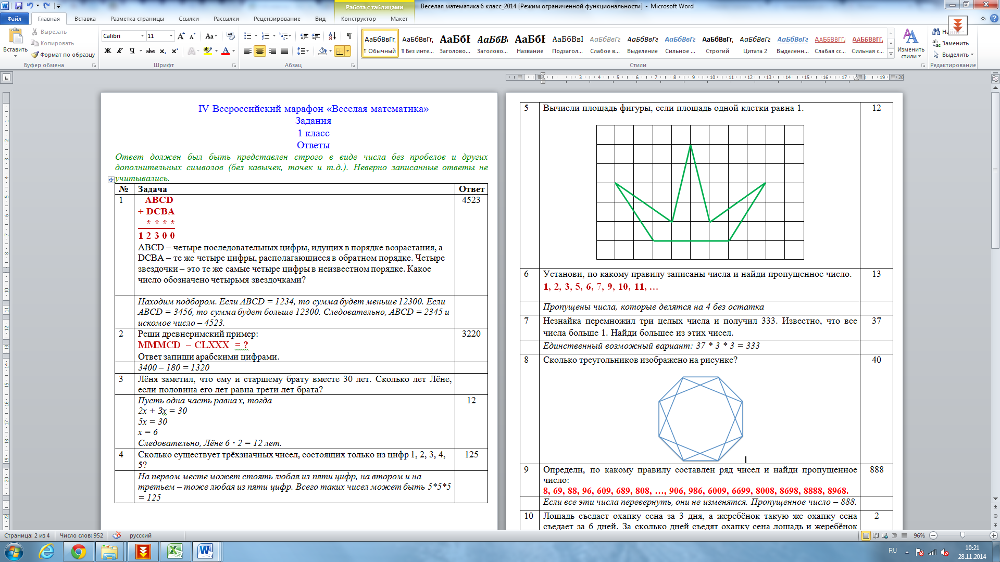 Работа с таблицами
Веселая математика 6 класс_2014 [Режим ограниченной функциональности] - Microsoft Word
Файл Главная Вставка Разметка страницы Ссылки Рассылки Рецензирование Вид Конструктор Макет
Вставить
Вырезать
Копировать
Формат по образцу
Буфер обмена
Calibri 11
Шрифт
Абзац
АаБбВвГг, АаБбВвГг, АаБбЕ АаБбВв АаБбЕ АаБбВвІ АаБбВвГг АаБбВвГг АаБбВвГг АаБбВвГг, АаБбВвГг АаБбВвГг ААББВВГГ, ААББВВГГ,
¶ Обычный ¶ Без инте... Заголово... Заголово... Название Подзагол... Слабое в... Выделение Сильное ... Строгий Цитата 2 Выделенн... Слабая сс... Сильная с...
Стили
Изменить стили
Заменить
Выделить
Редактирование
IV Всероссийский марафон «Веселая математика»
Задания
1 класс
Ответы
Ответ должен был быть представлен строго в виде числа без пробелов и других
дополнительных символов (без кавычек, точек и т.д.). Неверно записанные ответы не
учитывались.
№ Задача Ответ
1 ABCD 4523
+ DCBA
* * * *
1 2 3 0 0
ABCD – четыре последовательных цифры, идущих в порядке возрастания, а
DCBA – те же четыре цифры, располагающиеся в обратном порядке. Четыре
звездочки – это те же самые четыре цифры в неизвестном порядке. Какое
число обозначено четырьмя звездочками?
Находим подбором. Если ABCD = 1234, то сумма будет меньше 12300. Если
ABCD = 3456, то сумма будет больше 12300. Следовательно, ABCD = 2345 и
искомое число – 4523.
2 Реши древнеримский пример: 3220
MMMCD – CLXXX = ?
Ответ запиши арабскими цифрами.
3400 – 180 = 1320
3 Лёня заметил, что ему и старшему брату вместе 30 лет. Сколько лет Лёне,
если половина его лет равна трети лет брата?
Пусть одна часть равна x, тогда 12
2x + 3x = 30
5x = 30
x = 6
Следовательно, Лёне 6 · 2 = 12 лет.
4 Сколько существует трёхзначных чисел, состоящих только из цифр 1, 2, 3, 4, 125
5?
На первом месте может стоять любая из пяти цифр, на втором и на
третьем – тоже любая из пяти цифр. Всего таких чисел может быть 5*5*5
= 125
5 Вычисли площадь фигуры, если площадь одной клетки равна 1. 12
6 Установи, по какому правилу записаны числа и найди пропущенное число. 13
1, 2, 3, 5, 6, 7, 9, 10, 11, …
Пропущены числа, которые делятся на 4 без остатка
7 Незнайка перемножил три целых числа и получил 333. Известно, что все 37
числа больше 1. Найди большее из этих чисел.
Единственный возможный вариант: 37 * 3 * 3 = 333
8 Сколько треугольников изображено на рисунке? 40
9 Определи, по какому правилу составлен ряд чисел и найди пропущенное 888
число:
8, 69, 88, 96, 609, 689, 808, …, 906, 986, 6009, 6699, 8008, 8698, 8888, 8968.
Если все эти числа перевернуть, они не изменятся. Пропущенное число – 888.
10 Лошадь съедает охапку сена за 3 дня, а жеребёнок такую же охапку сена 2
съедает за 6 дней. За сколько дней съедят охапку сена лошадь и жеребёнок
Страница: 2 из 4 Число слов: 952 русский 96%
RU 10:21
28.11.2014